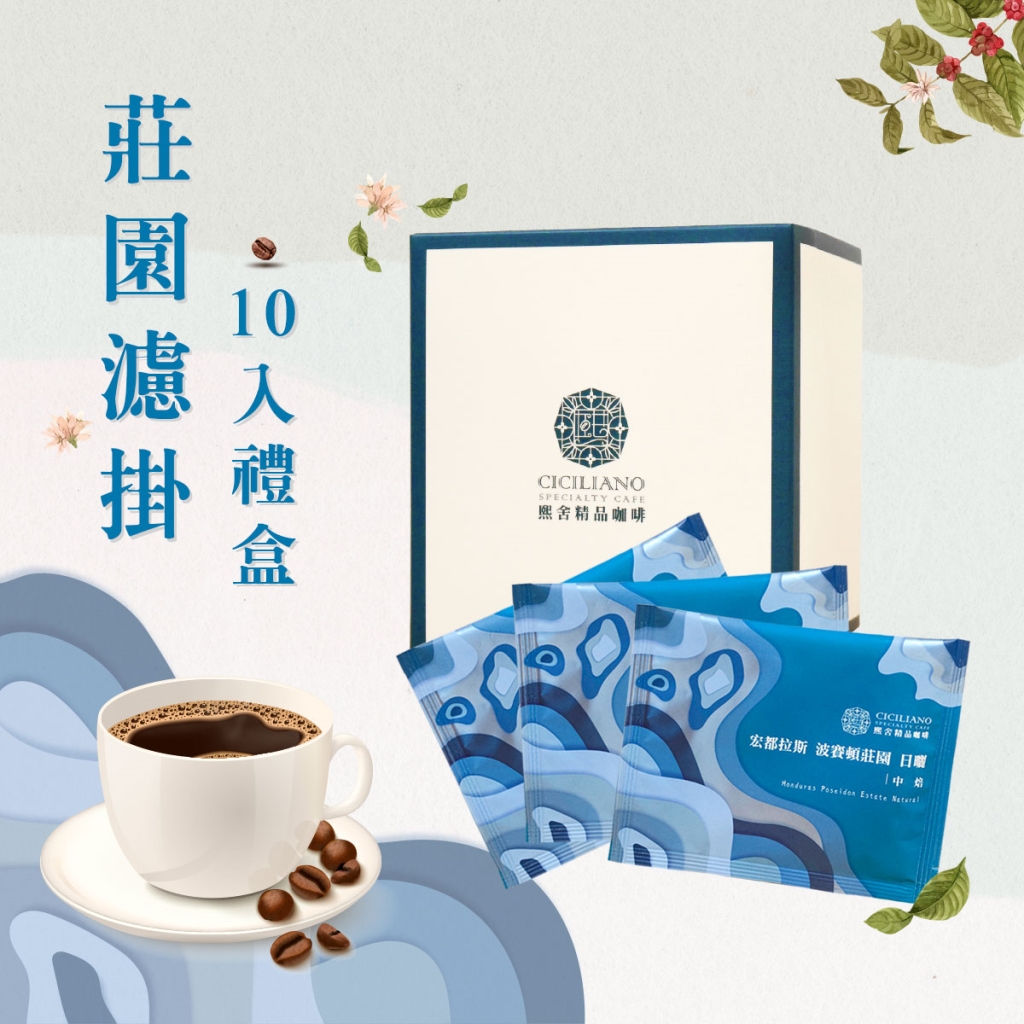 莊園濾掛
10入禮盒
CICILIANO
SPECIALTY CAFE
熙舍精品咖啡
CICILIANO
SPECIALTY CAFE
熙舍精品咖啡
宏都拉斯 波賽頓莊園 日曬
|中 焙
Honduras Poseidon Estate Natural